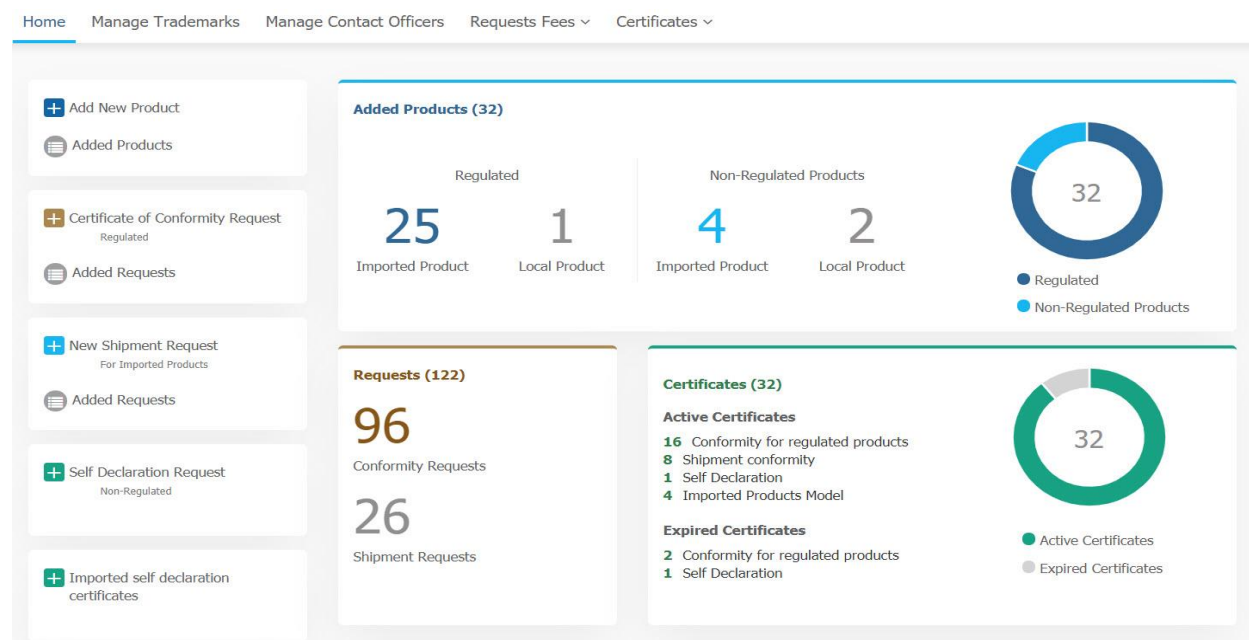 Home Manage Trademarks Manage Contact Officers Requests Fees Certificates
Add New Product
Added Products
Certificate of Conformity Request
Regulated
Added Requests
New Shipment Request
For Imported Products
Added Requests
Self Declaration Request
Non-Regulated
Imported self declaration
certificates
Added Products (32)
Regulated
25 1
Imported Product Local Product
Non-Regulated Products
4 2
Imported Product Local Product
32
Regulated
Non-Regulated Products
Requests (122)
96
Conformity Requests
26
Shipment Requests
Certificates (32)
Active Certificates
16 Conformity for regulated products
8 Shipment conformity
1 Self Declaration
4 Imported Products Model
Expired Certificates
2 Conformity for regulated products
1 Self Declaration
32
Active Certificates
Expired Certificates